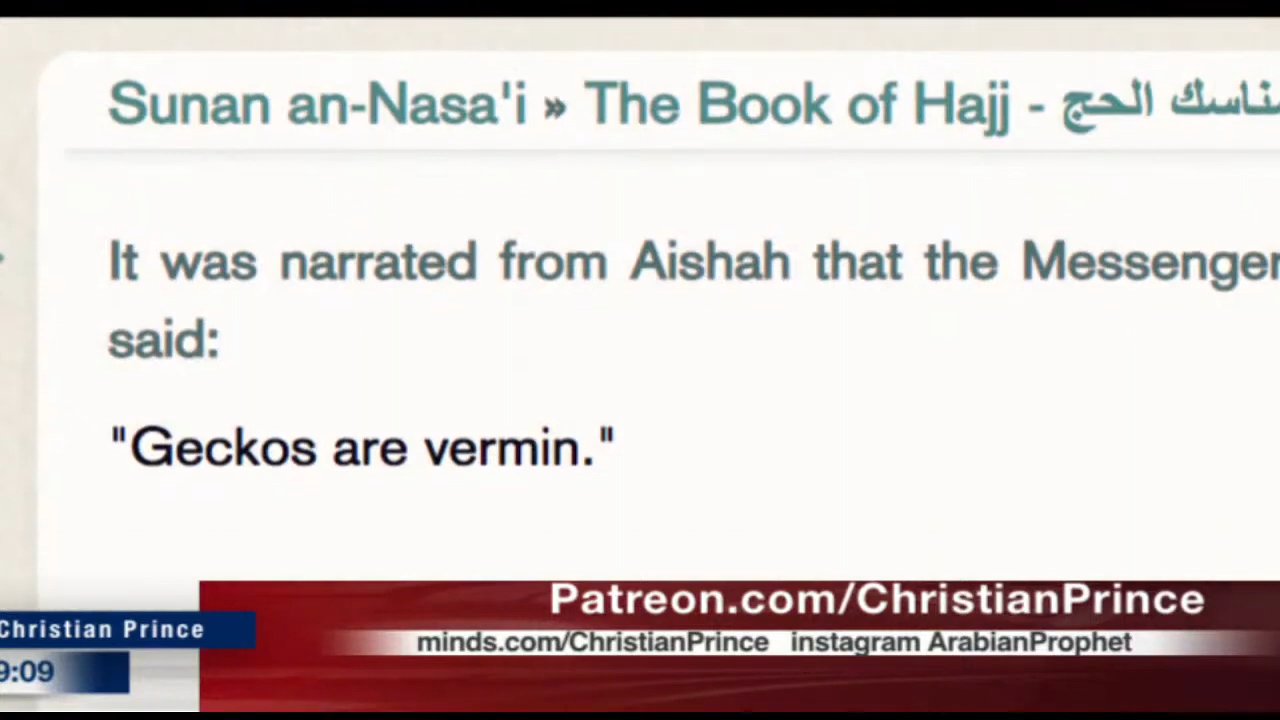 Sunan an-Nasa'i » The Book of Hajj - مناسك الحج
It was narrated from Aishah that the Messenger
said:
"Geckos are vermin."
Patreon.com/ChristianPrince
Christian Prince
minds.com/ChristianPrince instagram ArabianProphet
9:09